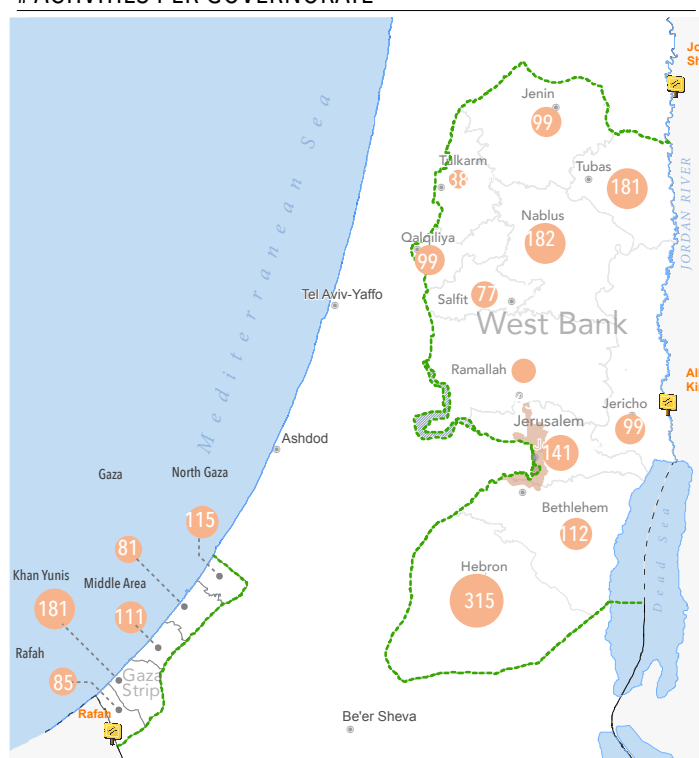 # ACTIVITIES PER GOVERNORATE
Mediterranean Sea
JORDAN RIVER
Jenin
99
Tulkarm
38
Tubas
181
Nablus
182
Qalqiliya
99
Salfit
77
Tel Aviv-Yaffo
West Bank
Ramallah
Jericho
99
Jerusalem
141
Ashdod
Gaza
North Gaza
115
81
Bethlehem
112
Khan Yunis
181
Middle Area
111
Hebron
315
Dead Sea
Rafah
85
Gaza
Strip
Rafah
Be'er Sheva